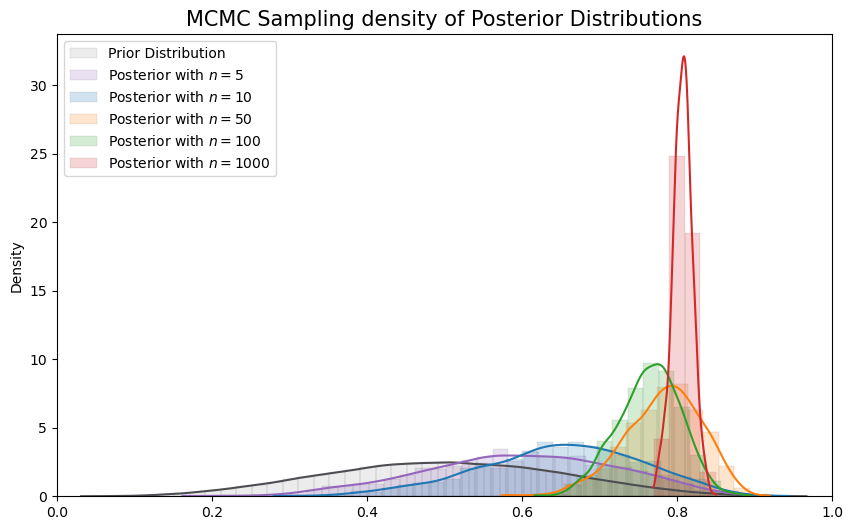 MCMC Sampling density of Posterior Distributions
Prior Distribution
Posterior with n = 5
Posterior with n = 10
Posterior with n = 50
Posterior with n = 100
Posterior with n = 1000
Density
30
25
20
15
10
5
0
0.0 0.2 0.4 0.6 0.8 1.0